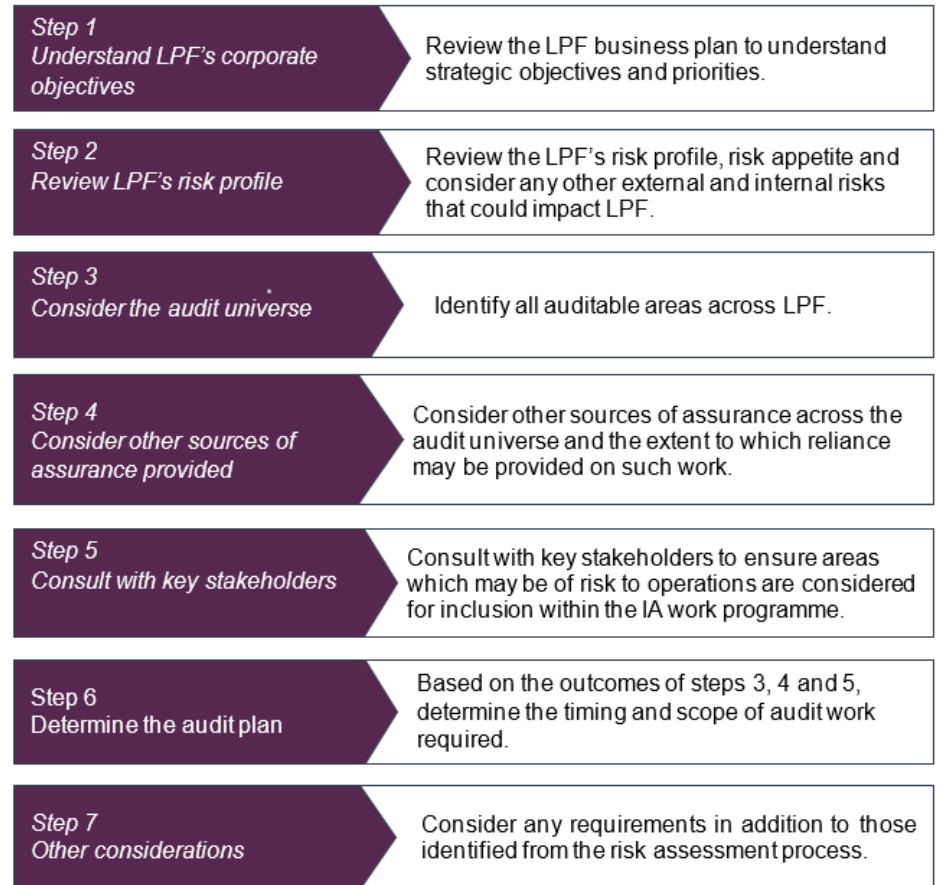 Step 1
Understand LPF's corporate
objectives
Review the LPF business plan to understand
strategic objectives and priorities.
Step 2
Review LPF's risk profile
Review the LPF's risk profile, risk appetite and
consider any other external and internal risks
that could impact LPF.
Step 3
Consider the audit universe
Identify all auditable areas across LPF.
Step 4
Consider other sources of
assurance provided
Consider other sources of assurance across the
audit universe and the extent to which reliance
may be provided on such work.
Step 5
Consult with key stakeholders
Consult with key stakeholders to ensure areas
which may be of risk to operations are considered
for inclusion within the IA work programme.
Step 6
Determine the audit plan
Based on the outcomes of steps 3, 4 and 5,
determine the timing and scope of audit work
required.
Step 7
Other considerations
Consider any requirements in addition to those
identified from the risk assessment process.